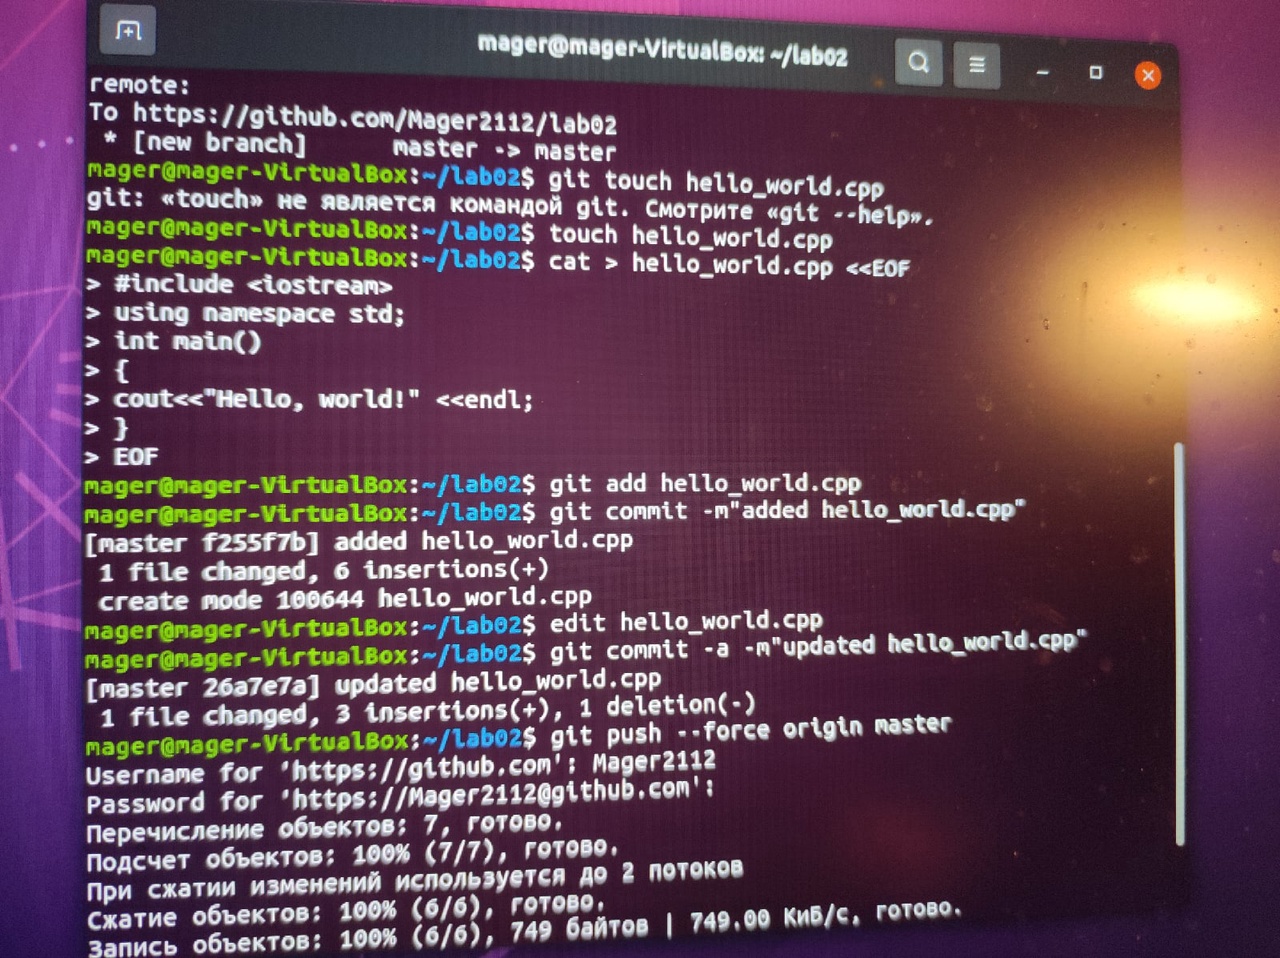 mager@mager-VirtualBox: ~/lab02
remote:
To https://github.com/Mager2112/lab02
 * [new branch]      master -> master
mager@mager-VirtualBox:~/lab02$ git touch hello_world.cpp
git: «touch» не является командой git. Смотрите «git --help».
mager@mager-VirtualBox:~/lab02$ touch hello_world.cpp
mager@mager-VirtualBox:~/lab02$ cat > hello_world.cpp <<EOF
> #include <iostream>
> using namespace std;
> int main()
> {
> cout<<"Hello, world!" <<endl;
> }
> EOF
mager@mager-VirtualBox:~/lab02$ git add hello_world.cpp
mager@mager-VirtualBox:~/lab02$ git commit -m"added hello_world.cpp"
[master f255f7b] added hello_world.cpp
 1 file changed, 6 insertions(+)
 create mode 100644 hello_world.cpp
mager@mager-VirtualBox:~/lab02$ edit hello_world.cpp
mager@mager-VirtualBox:~/lab02$ git commit -a -m"updated hello_world.cpp"
[master 26a7e7a] updated hello_world.cpp
 1 file changed, 3 insertions(+), 1 deletion(-)
mager@mager-VirtualBox:~/lab02$ git push --force origin master
Username for 'https://github.com': Mager2112
Password for 'https://Mager2112@github.com':
Перечисление объектов: 7, готово.
Подсчет объектов: 100% (7/7), готово.
При сжатии изменений используется до 2 потоков
Сжатие объектов: 100% (6/6), готово.
Запись объектов: 100% (6/6), 749 байтов | 749.00 КиБ/с, готово.